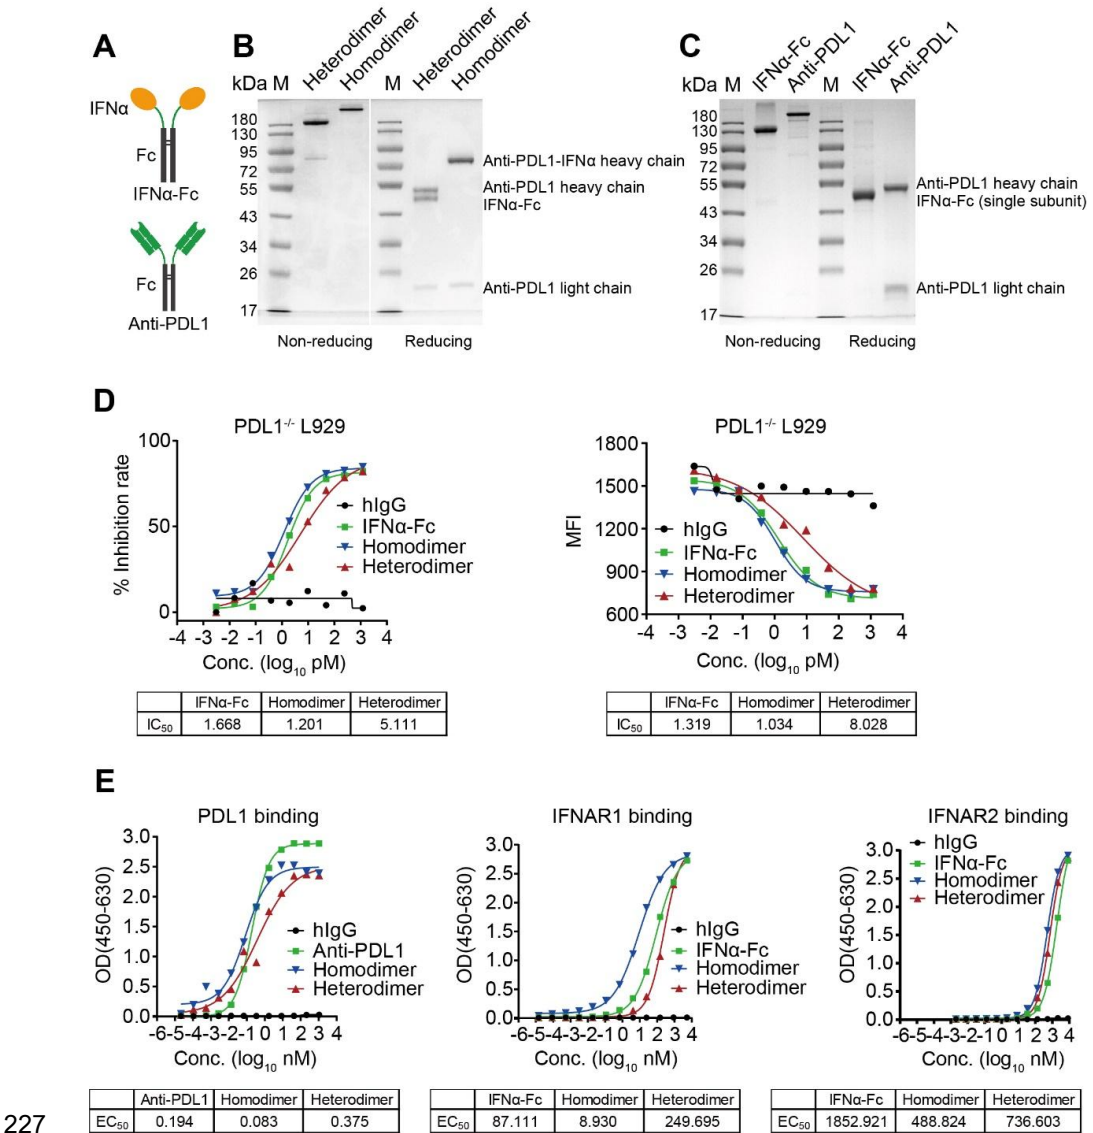 A
IFNα
Fc
IFNα-Fc
Fc
Anti-PDL1
B
kDa M Heterodimer Homodimer M Heterodimer Homodimer
180
130
95
72
55
43
34
26
17
Anti-PDL1-IFNα heavy chain
Anti-PDL1 heavy chain
IFNα-Fc
Anti-PDL1 light chain
Non-reducing Reducing
C
kDa M IFNα-Fc Anti-PDL1 M IFNα-Fc Anti-PDL1
180
130
95
72
55
43
34
26
17
Anti-PDL1 heavy chain
IFNα-Fc (single subunit)
Anti-PDL1 light chain
Non-reducing Reducing
D
PDL1-/- L929
% Inhibition rate
100
50
0
hIgG
IFNα-Fc
Homodimer
Heterodimer
-4 -3 -2 -1 0 1 2 3 4
Conc. (log10 pM)
IFNα-Fc Homodimer Heterodimer
IC50 1.668 1.201 5.111
PDL1-/- L929
MFI
1800
1500
1200
900
600
hIgG
IFNα-Fc
Homodimer
Heterodimer
-4 -3 -2 -1 0 1 2 3 4
Conc. (log10 pM)
IFNα-Fc Homodimer Heterodimer
IC50 1.319 1.034 8.028
E
PDL1 binding
OD(450-630)
3.0
2.5
2.0
1.5
1.0
0.5
0.0
hIgG
Anti-PDL1
Homodimer
Heterodimer
-6-5-4-3-2-1 0 1 2 3 4
Conc. (log10 nM)
Anti-PDL1 Homodimer Heterodimer
EC50 0.194 0.083 0.375
IFNAR1 binding
OD(450-630)
3.0
2.5
2.0
1.5
1.0
0.5
0.0
hIgG
IFNα-Fc
Homodimer
Heterodimer
-6-5-4-3-2-1 0 1 2 3 4
Conc. (log10 nM)
IFNα-Fc Homodimer Heterodimer
EC50 87.111 8.930 249.695
IFNAR2 binding
OD(450-630)
3.0
2.5
2.0
1.5
1.0
0.5
0.0
hIgG
IFNα-Fc
Homodimer
Heterodimer
-6-5-4-3-2-1 0 1 2 3 4
Conc. (log10 nM)
IFNα-Fc Homodimer Heterodimer
EC50 1852.921 488.824 736.603
227